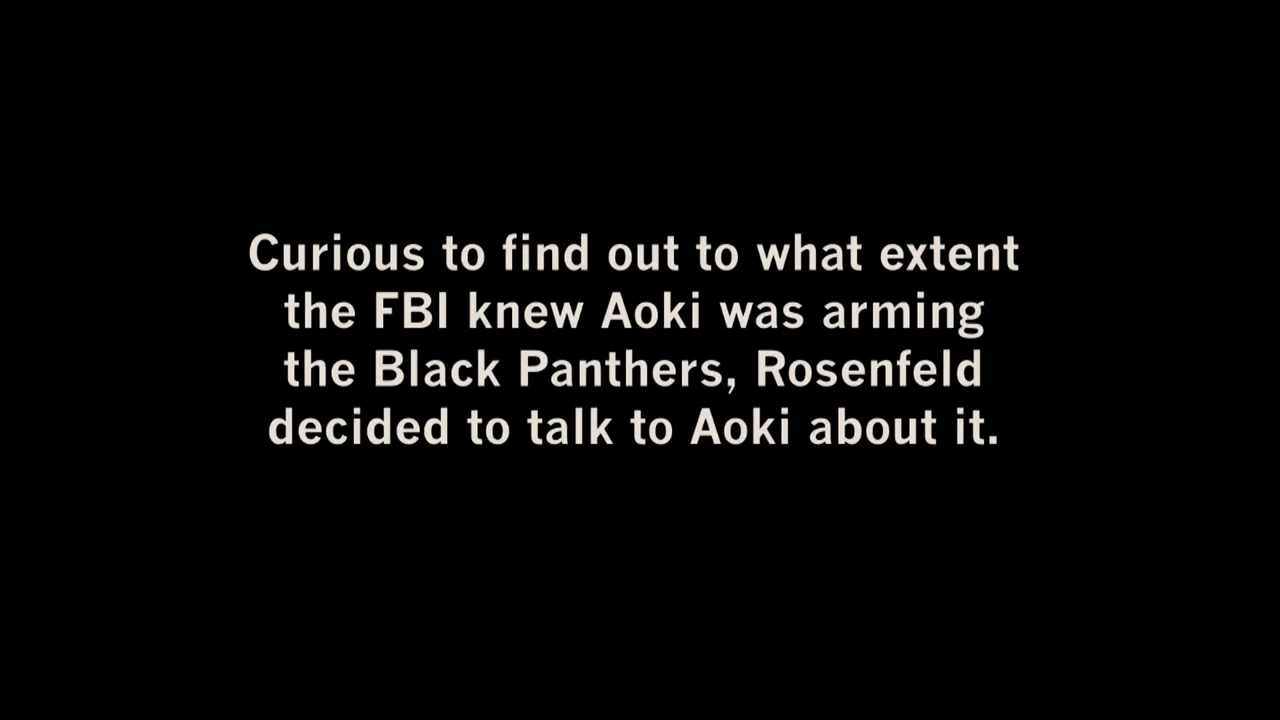 Curious to find out to what extent
the FBI knew Aoki was arming
the Black Panthers, Rosenfeld
decided to talk to Aoki about it.